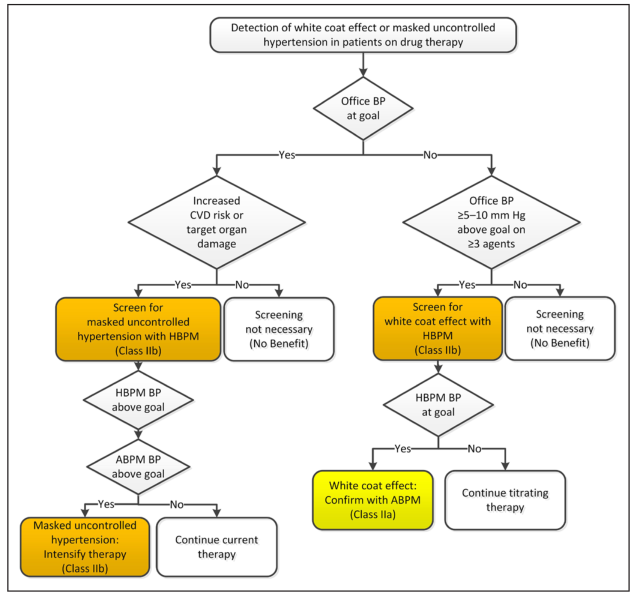 Detection of white coat effect or masked uncontrolled
hypertension in patients on drug therapy
Office BP
at goal
Yes
No
Increased
CVD risk or
target organ
damage
Office BP
≥5–10 mm Hg
above goal on
≥3 agents
Yes
No
Yes
No
Screen for
masked uncontrolled
hypertension with HBPM
(Class IIb)
Screening
not necessary
(No Benefit)
Screen for
white coat effect with
HBPM
(Class IIb)
Screening
not necessary
(No Benefit)
HBPM BP
above goal
HBPM BP
at goal
ABPM BP
above goal
Yes
No
Yes
No
White coat effect:
Confirm with ABPM
(Class IIa)
Continue titrating
therapy
Masked uncontrolled
hypertension:
Intensify therapy
(Class IIb)
Continue current
therapy